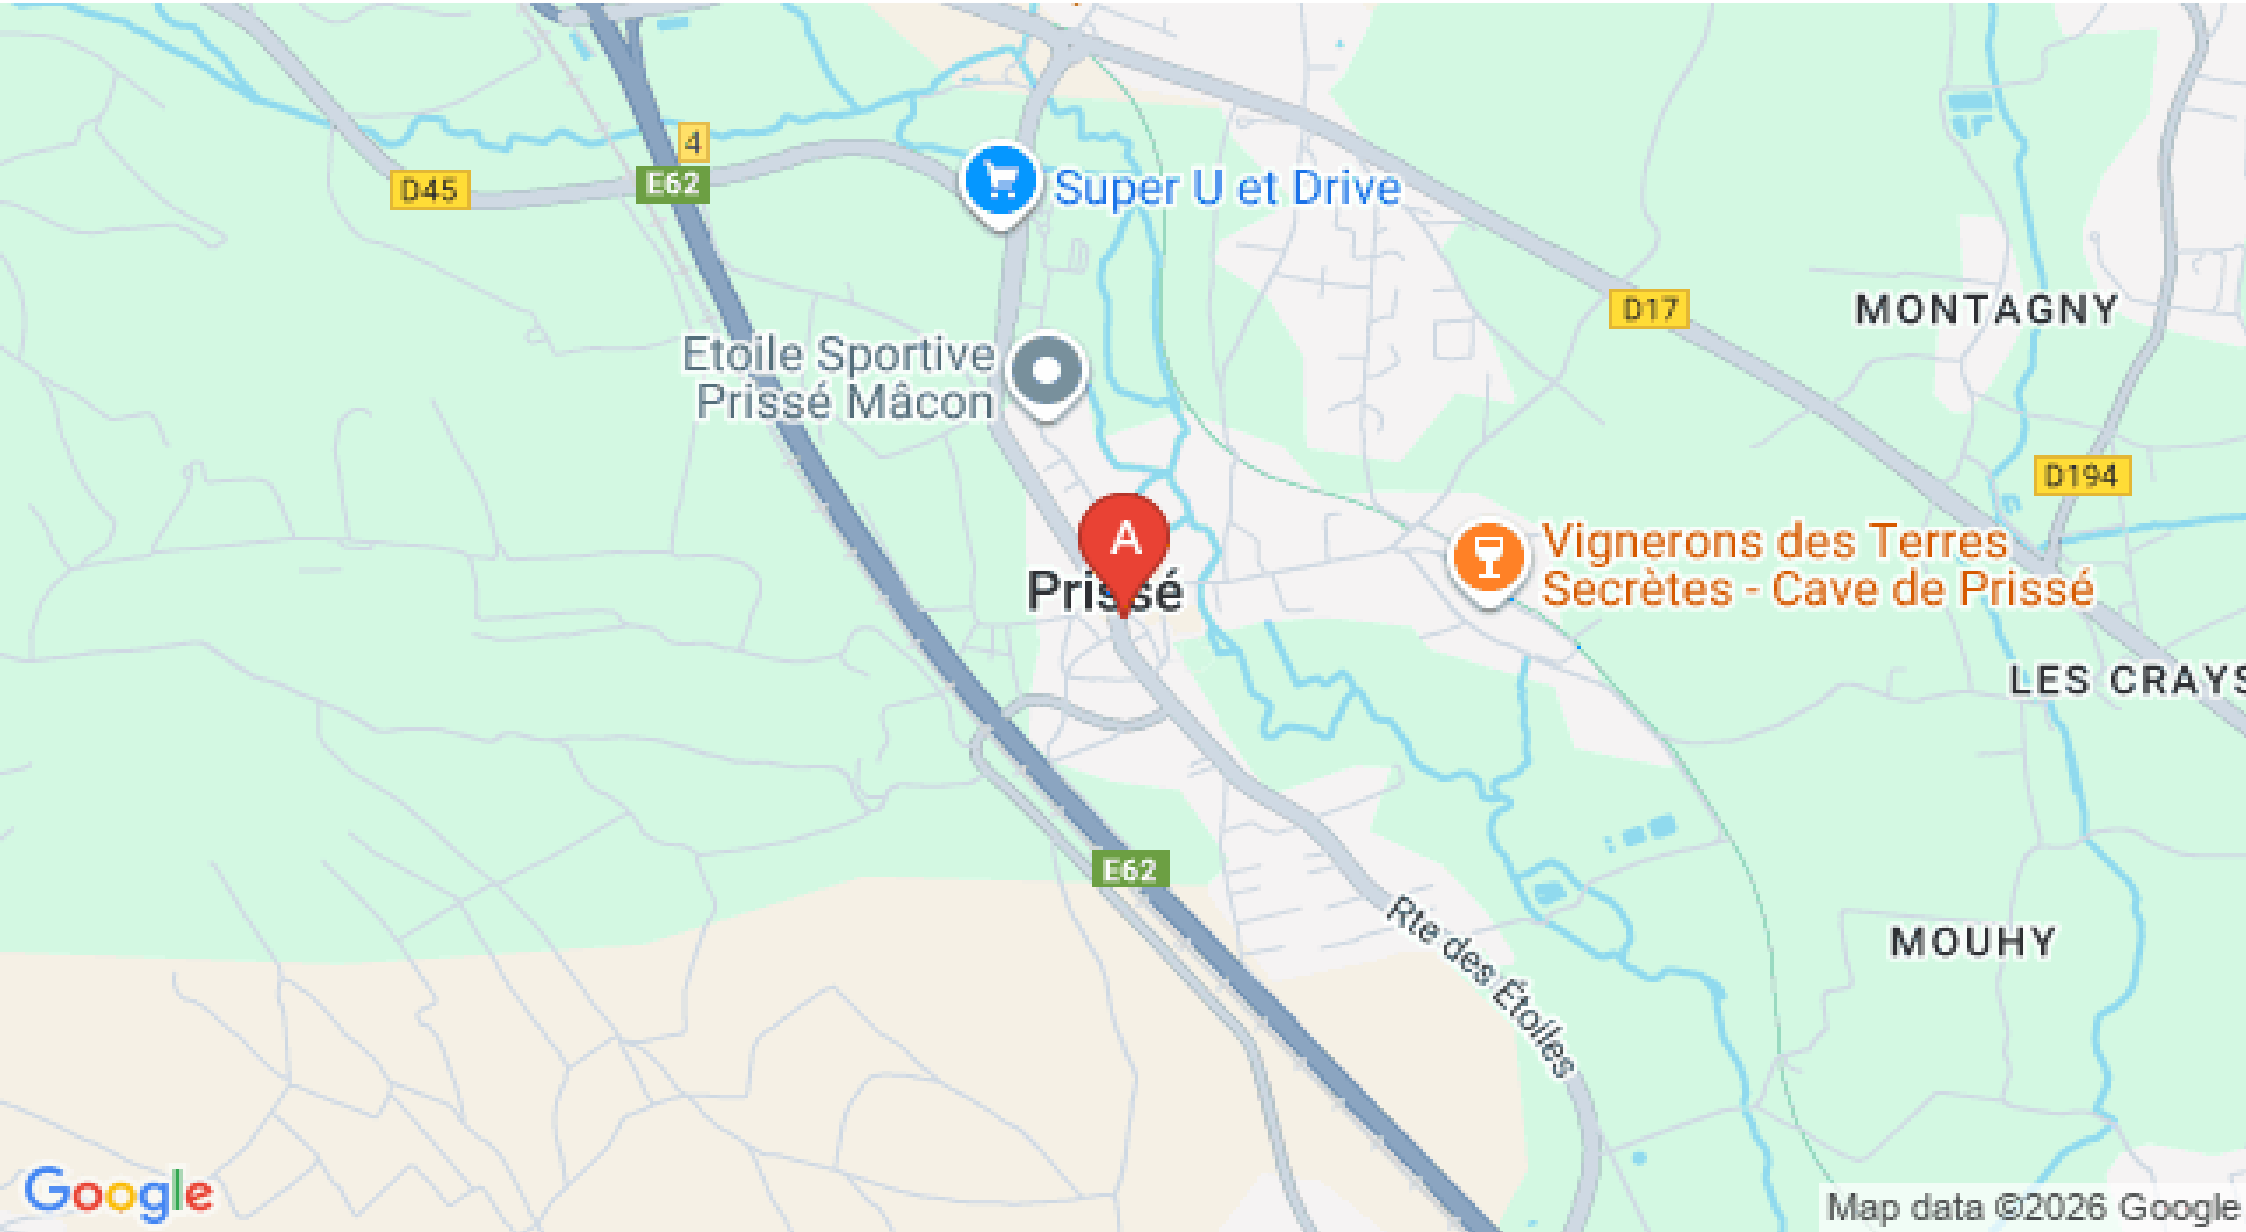 4
E62
D45
Super U et Drive
D17
MONTAGNY
Etoile Sportive
Prissé Mâcon
D194
A
Prissé
Vignerons des Terres
Secrètes - Cave de Prissé
LES CRAYS
E62
Rte des Étoiles
MOUHY
Google
Map data ©2026 Google